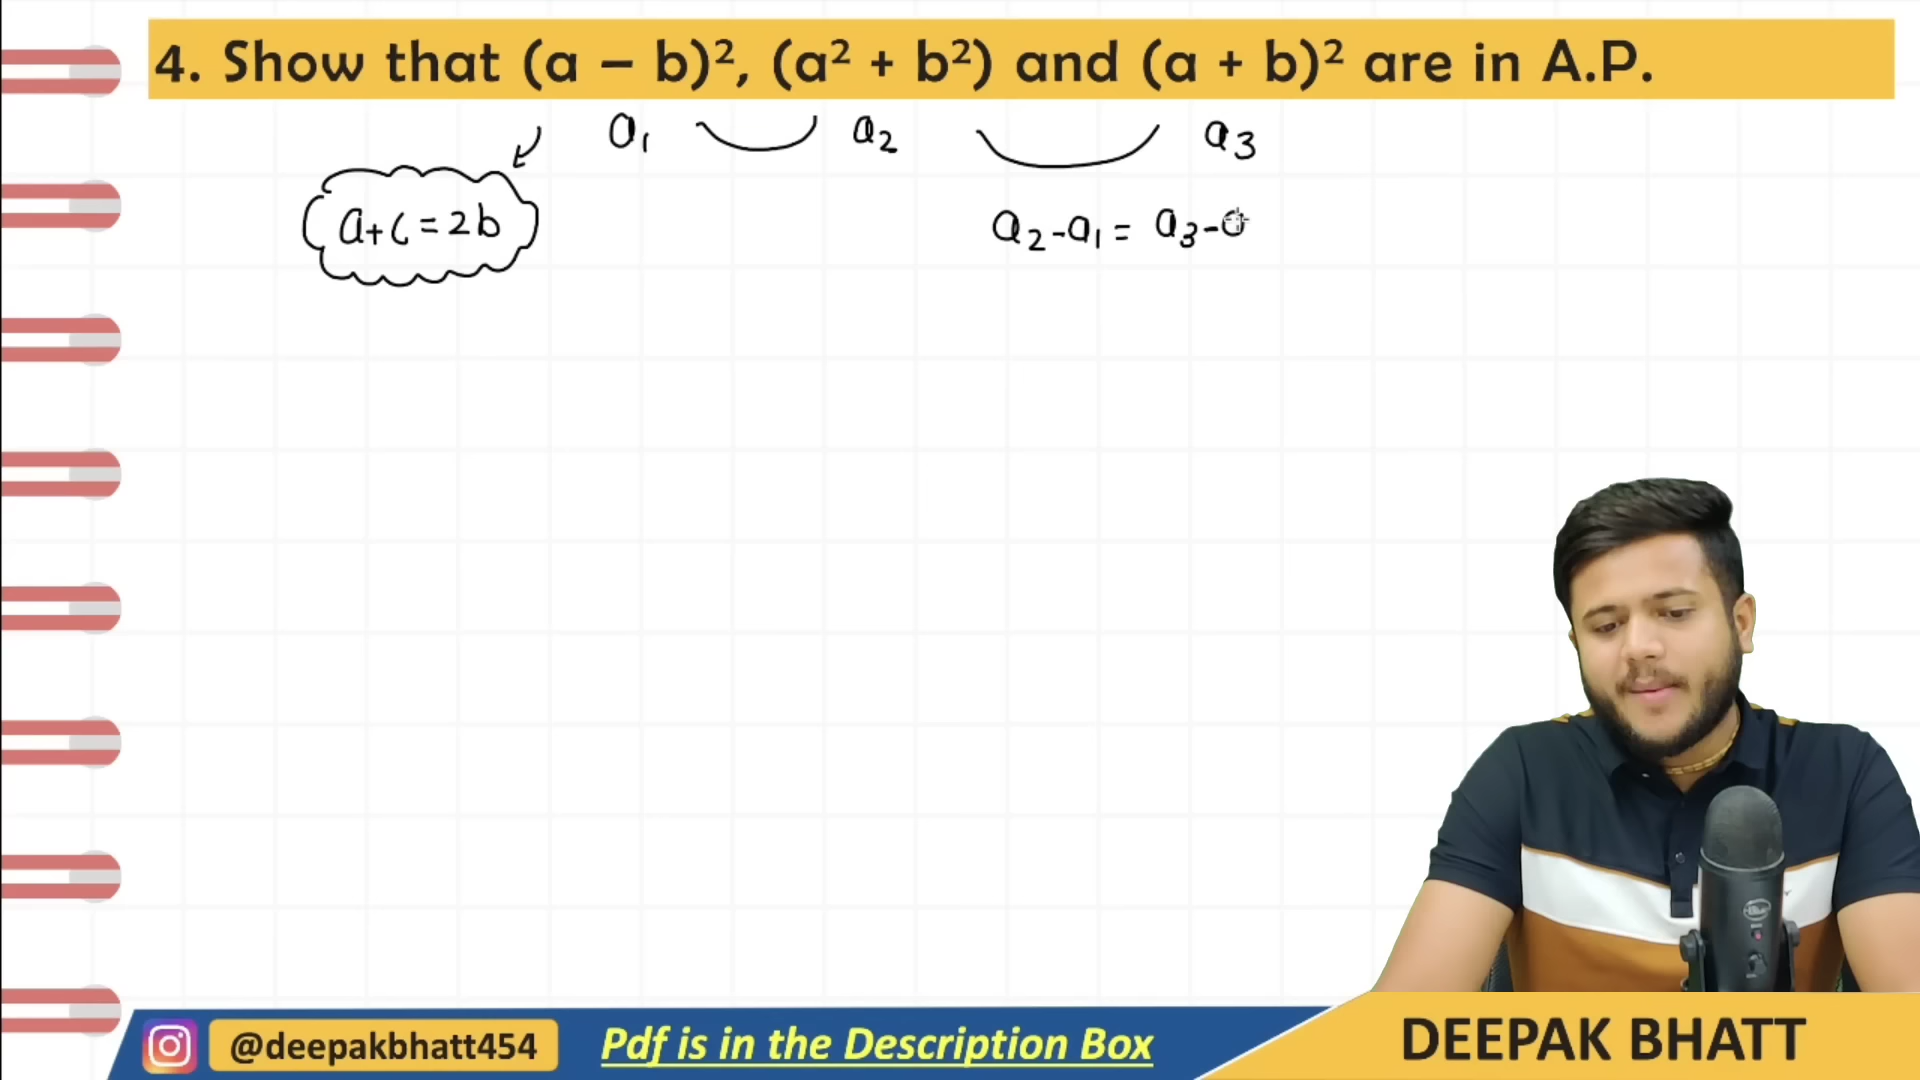 4. Show that (a – b)², (a² + b²) and (a + b)² are in A.P.
a₁ a₂ a₃
a+c=2b
a₂-a₁= a₃-
@deepakbhatt454
Pdf is in the Description Box
DEEPAK BHATT